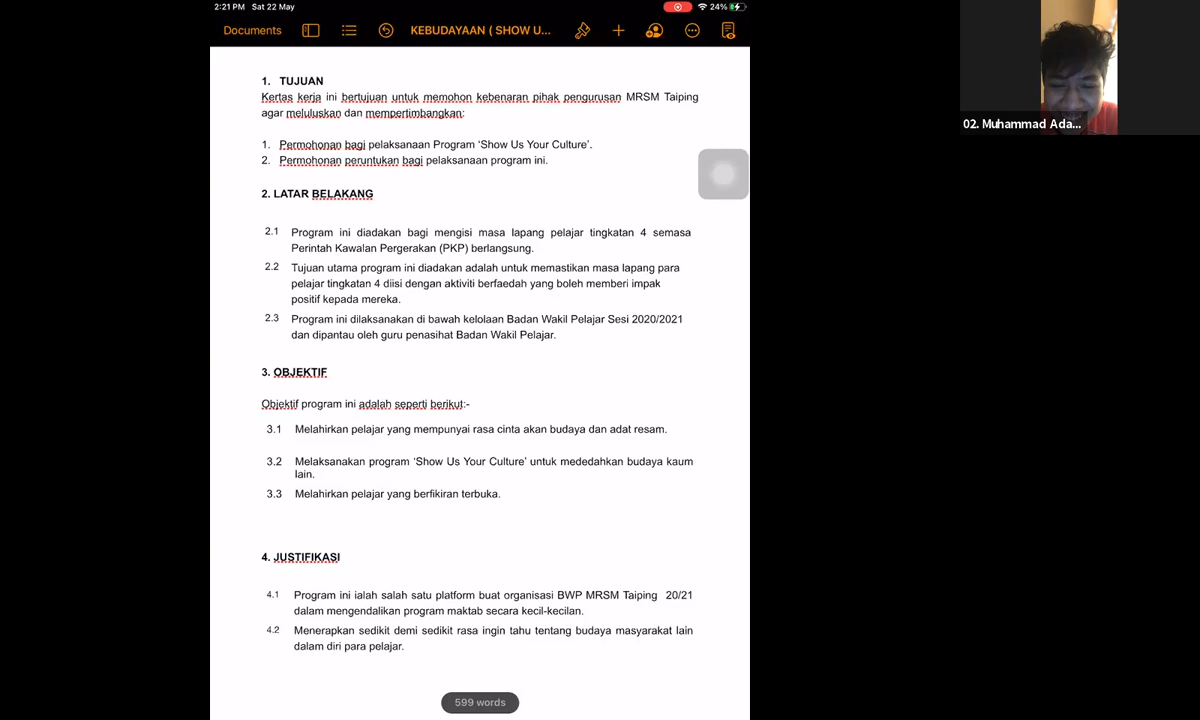 2:21 PM Sat 22 May
24%
Documents
KEBUDAYAAN ( SHOW U...
1. TUJUAN
Kertas kerja ini bertujuan untuk memohon kebenaran pihak pengurusan MRSM Taiping
agar meluluskan dan mempertimbangkan:
1. Permohonan bagi pelaksanaan Program ‘Show Us Your Culture’.
2. Permohonan peruntukan bagi pelaksanaan program ini.
2. LATAR BELAKANG
2.1 Program ini diadakan bagi mengisi masa lapang pelajar tingkatan 4 semasa
Perintah Kawalan Pergerakan (PKP) berlangsung.
2.2 Tujuan utama program ini diadakan adalah untuk memastikan masa lapang para
pelajar tingkatan 4 diisi dengan aktiviti berfaedah yang boleh memberi impak
positif kepada mereka.
2.3 Program ini dilaksanakan di bawah kelolaan Badan Wakil Pelajar Sesi 2020/2021
dan dipantau oleh guru penasihat Badan Wakil Pelajar.
3. OBJEKTIF
Objektif program ini adalah seperti berikut:-
3.1 Melahirkan pelajar yang mempunyai rasa cinta akan budaya dan adat resam.
3.2 Melaksanakan program ‘Show Us Your Culture’ untuk mededahkan budaya kaum
lain.
3.3 Melahirkan pelajar yang berfikiran terbuka.
4. JUSTIFIKASI
4.1 Program ini ialah salah satu platform buat organisasi BWP MRSM Taiping 20/21
dalam mengendalikan program maktab secara kecil-kecilan.
4.2 Menerapkan sedikit demi sedikit rasa ingin tahu tentang budaya masyarakat lain
dalam diri para pelajar.
599 words
02. Muhammad Ada...